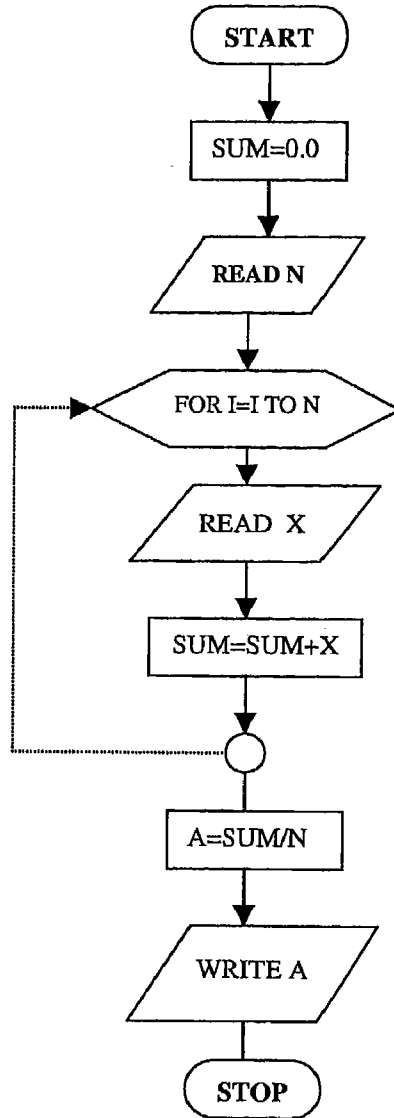 START
SUM=0.0
READ N
FOR I=I TO N
READ X
SUM=SUM+X
A=SUM/N
WRITE A
STOP